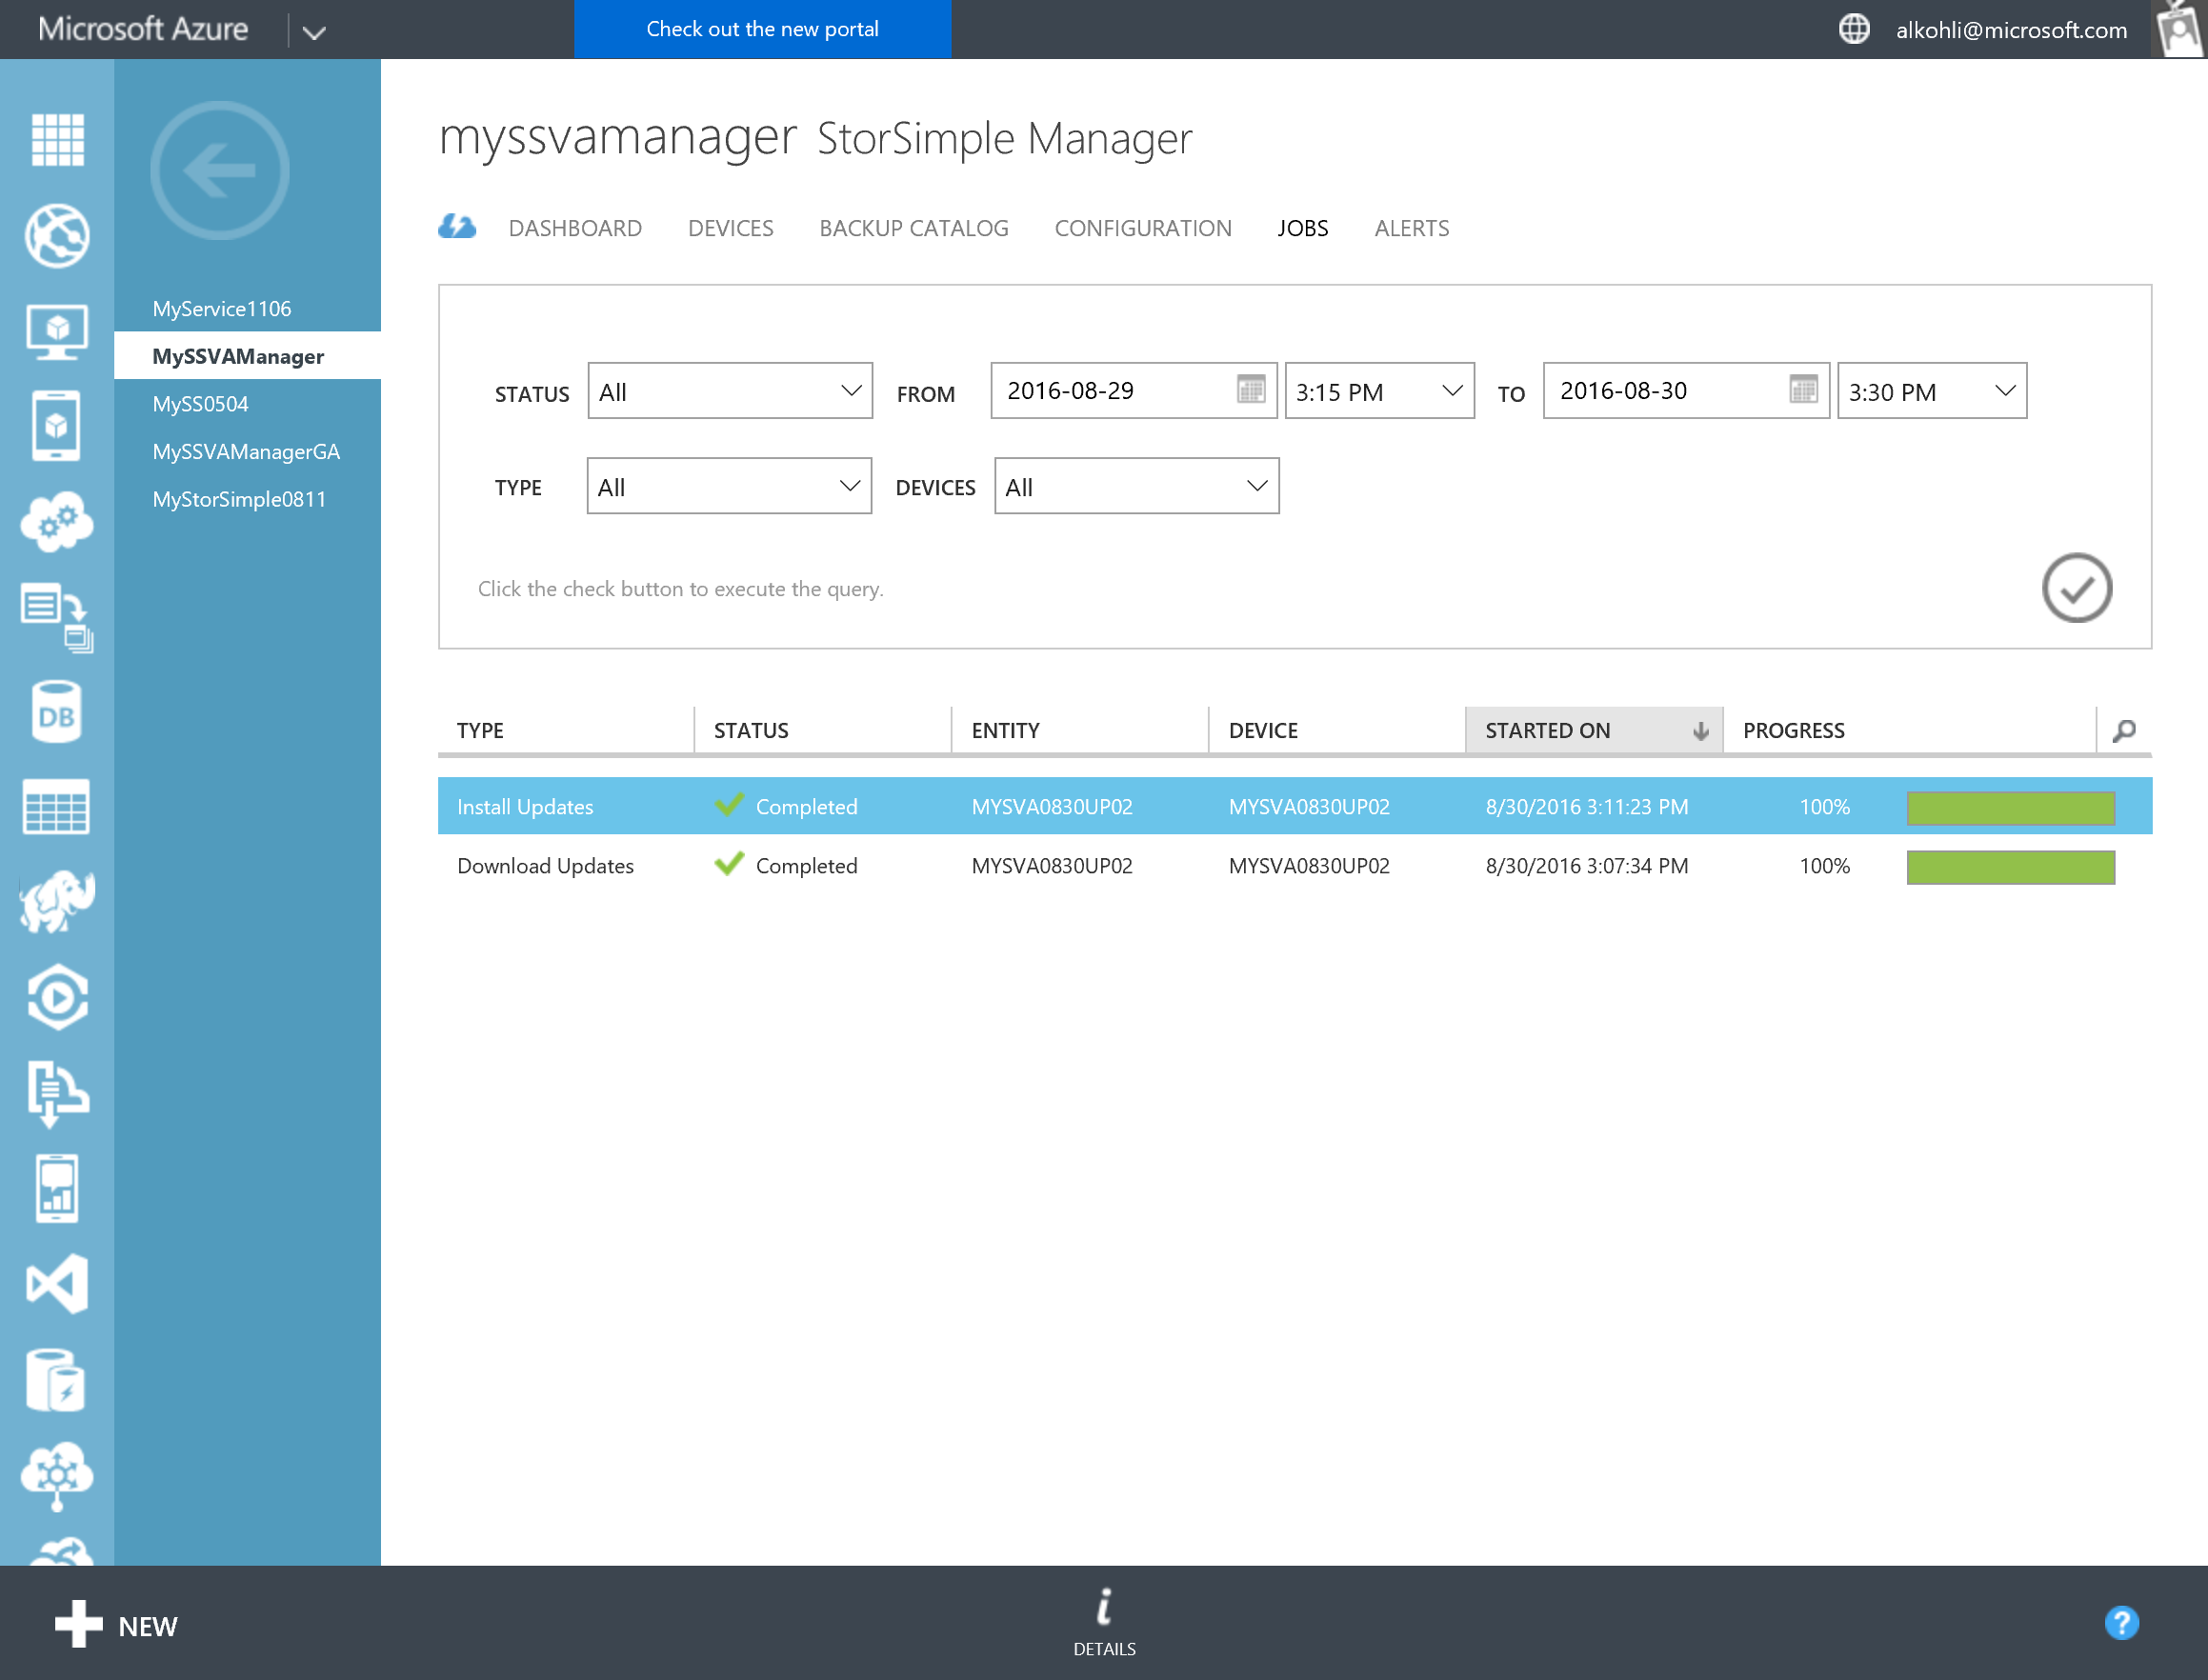 Microsoft Azure
Check out the new portal
alkohli@microsoft.com
myssvamanager StorSimple Manager
DASHBOARD DEVICES BACKUP CATALOG CONFIGURATION JOBS ALERTS
MyService1106
MySSVAManager
MySS0504
MySSVAManagerGA
MyStorSimple0811
STATUS All FROM 2016-08-29 3:15 PM TO 2016-08-30 3:30 PM
TYPE All DEVICES All
Click the check button to execute the query.
TYPE STATUS ENTITY DEVICE STARTED ON PROGRESS
Install Updates Completed MYSVA0830UP02 MYSVA0830UP02 8/30/2016 3:11:23 PM 100%
Download Updates Completed MYSVA0830UP02 MYSVA0830UP02 8/30/2016 3:07:34 PM 100%
DB
NEW
i
DETAILS
?